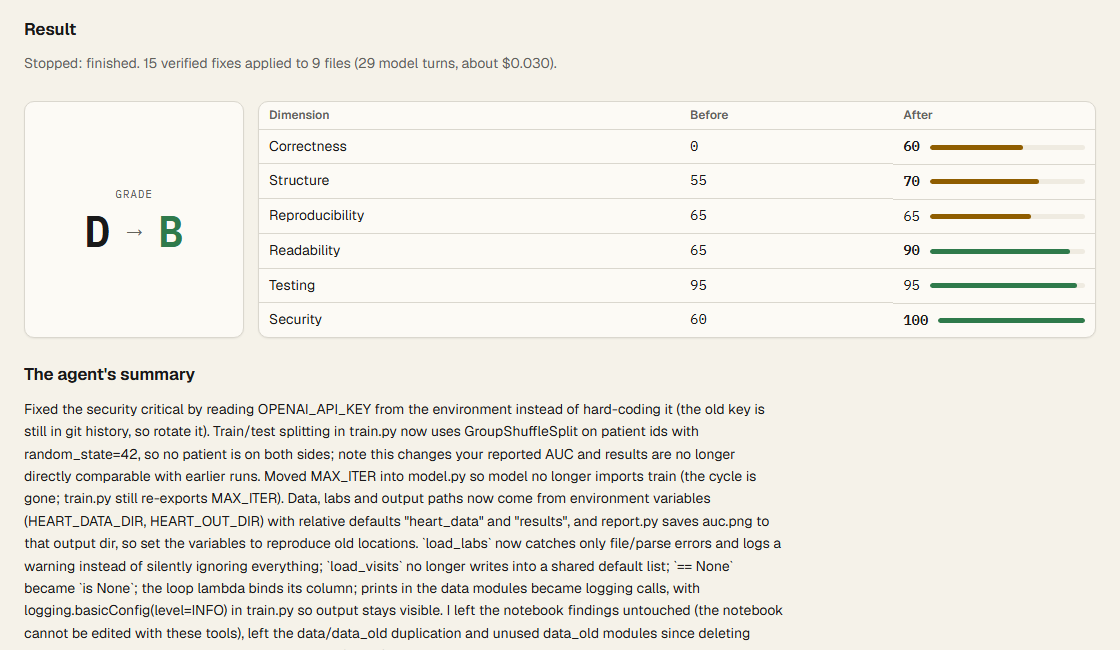 Result
Stopped: finished. 15 verified fixes applied to 9 files (29 model turns, about $0.030).
GRADE
D → B
Dimension Before After
Correctness 0 60
Structure 55 70
Reproducibility 65 65
Readability 65 90
Testing 95 95
Security 60 100
The agent's summary
Fixed the security critical by reading OPENAI_API_KEY from the environment instead of hard-coding it (the old key is
still in git history, so rotate it). Train/test splitting in train.py now uses GroupShuffleSplit on patient ids with
random_state=42, so no patient is on both sides; note this changes your reported AUC and results are no longer
directly comparable with earlier runs. Moved MAX_ITER into model.py so model no longer imports train (the cycle is
gone; train.py still re-exports MAX_ITER). Data, labs and output paths now come from environment variables
(HEART_DATA_DIR, HEART_OUT_DIR) with relative defaults "heart_data" and "results", and report.py saves auc.png to
that output dir, so set the variables to reproduce old locations. `load_labs` now catches only file/parse errors and logs a
warning instead of silently ignoring everything; `load_visits` no longer writes into a shared default list; `== None`
became `is None`; the loop lambda binds its column; prints in the data modules became logging calls, with
logging.basicConfig(level=INFO) in train.py so output stays visible. I left the notebook findings untouched (the notebook
cannot be edited with these tools), left the data/data_old duplication and unused data_old modules since deleting